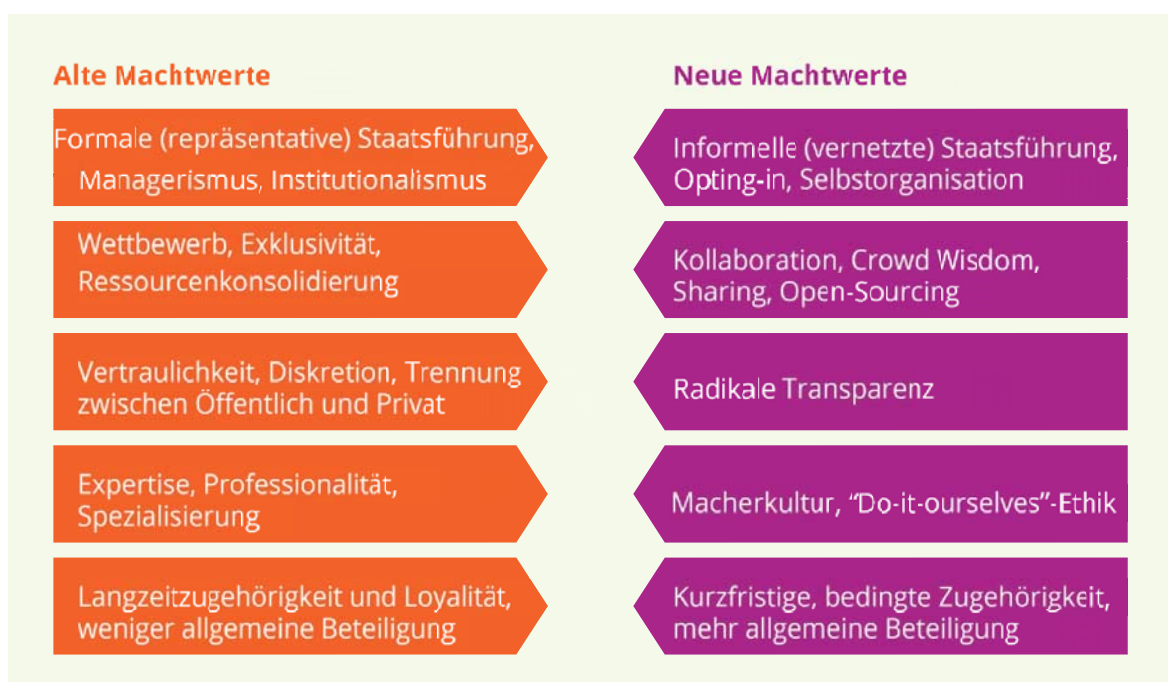 Alte Machtwerte
Neue Machtwerte
Formale (repräsentative) Staatsführung,
Managerismus, Institutionalismus
Informelle (vernetzte) Staatsführung,
Opting-in, Selbstorganisation
Wettbewerb, Exklusivität,
Ressourcenkonsolidierung
Kollaboration, Crowd Wisdom,
Sharing, Open-Sourcing
Vertraulichkeit, Diskretion, Trennung
zwischen Öffentlich und Privat
Radikale Transparenz
Expertise, Professionalität,
Spezialisierung
Macherkultur, “Do-it-ourselves”-Ethik
Langzeitzugehörigkeit und Loyalität,
weniger allgemeine Beteiligung
Kurzfristige, bedingte Zugehörigkeit,
mehr allgemeine Beteiligung